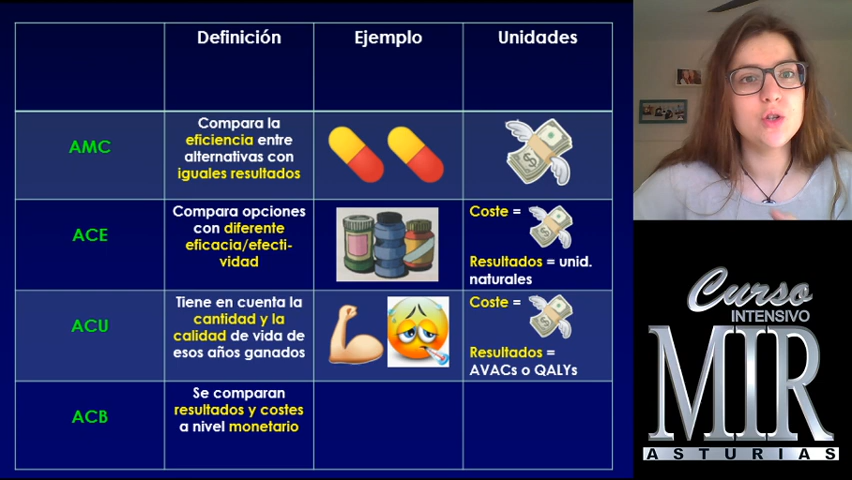 Definición
Ejemplo
Unidades
AMC
Compara la
eficiencia entre
alternativas con
iguales resultados
ACE
Compara opciones
con diferente
eficacia/efecti-
vidad
Coste =
Resultados = unid.
naturales
ACU
Tiene en cuenta la
cantidad y la
calidad de vida de
esos años ganados
Coste =
Resultados =
AVACs o QALYs
ACB
Se comparan
resultados y costes
a nivel monetario
Curso
INTENSIVO
MIR
ASTURIAS